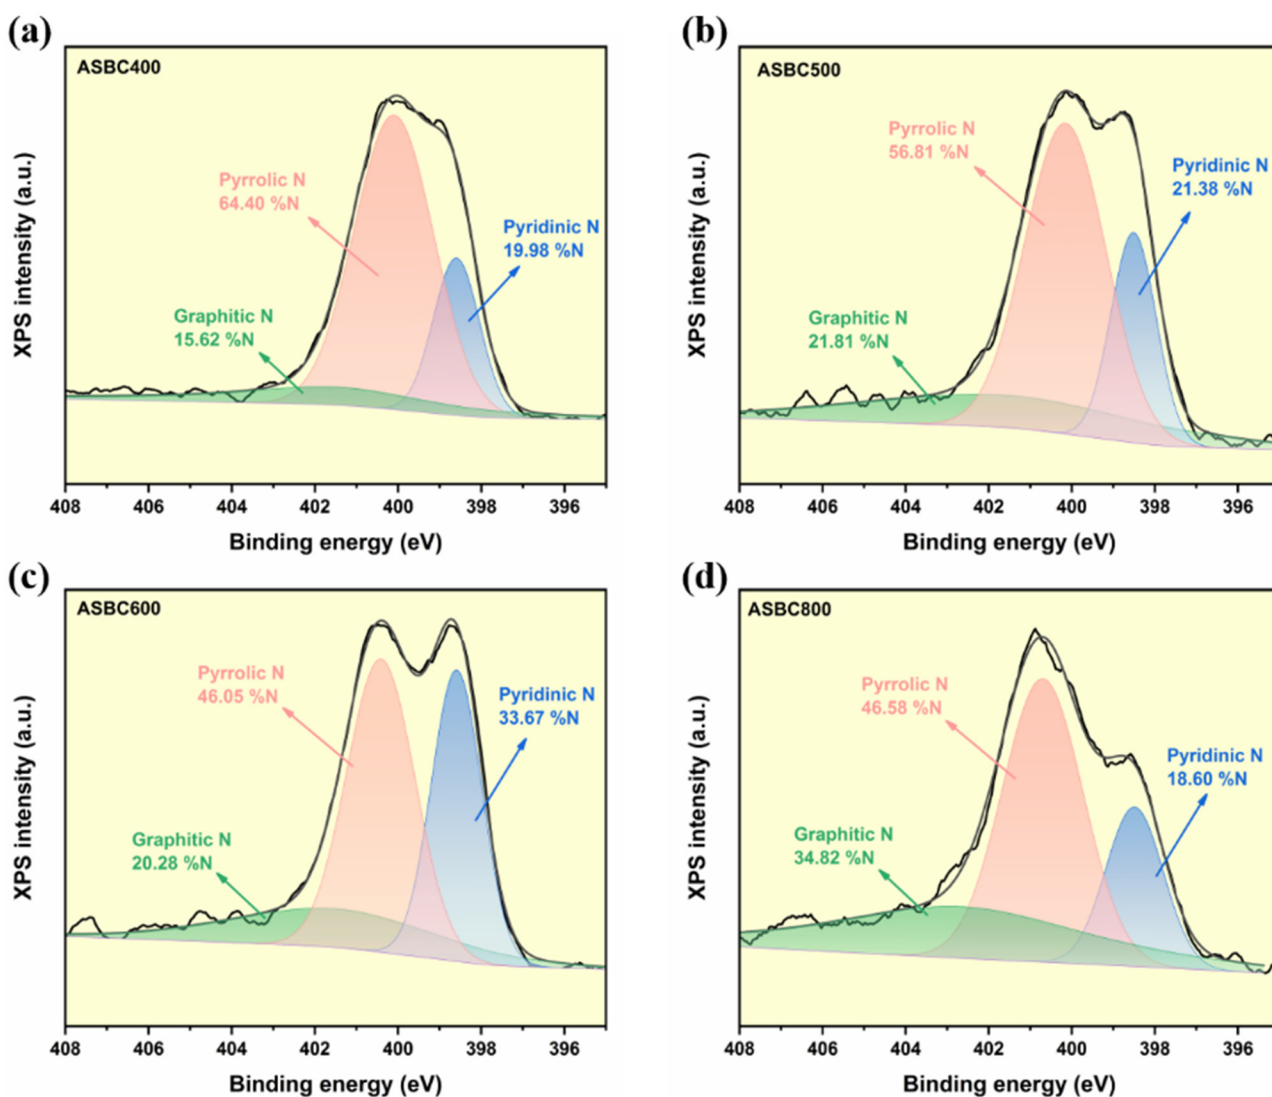 (a)
ASBC400
Pyrrolic N
64.40 %N
Pyridinic N
19.98 %N
Graphitic N
15.62 %N
XPS intensity (a.u.)
408 406 404 402 400 398 396
Binding energy (eV)
(b)
ASBC500
Pyrrolic N
56.81 %N
Pyridinic N
21.38 %N
Graphitic N
21.81 %N
XPS intensity (a.u.)
408 406 404 402 400 398 396
Binding energy (eV)
(c)
ASBC600
Pyrrolic N
46.05 %N
Pyridinic N
33.67 %N
Graphitic N
20.28 %N
XPS intensity (a.u.)
408 406 404 402 400 398 396
Binding energy (eV)
(d)
ASBC800
Pyrrolic N
46.58 %N
Pyridinic N
18.60 %N
Graphitic N
34.82 %N
XPS intensity (a.u.)
408 406 404 402 400 398 396
Binding energy (eV)